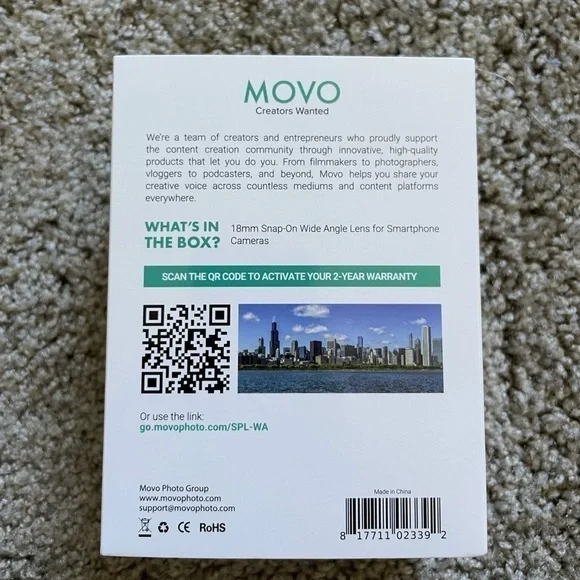 MOVO
Creators Wanted
We're a team of creators and entrepreneurs who proudly support
the content creation community through innovative, high-quality
products that let you do you. From filmmakers to photographers,
vloggers to podcasters, and beyond, Movo helps you share your
creative voice across countless mediums and content platforms
everywhere.
WHAT'S IN
THE BOX?
18mm Snap-On Wide Angle Lens for Smartphone
Cameras
SCAN THE QR CODE TO ACTIVATE YOUR 2-YEAR WARRANTY
Or use the link:
go.movophoto.com/SPL-WA
Movo Photo Group
www.movophoto.com
support@movophoto.com
CE RoHS
Made in China
8 17711 02339 2